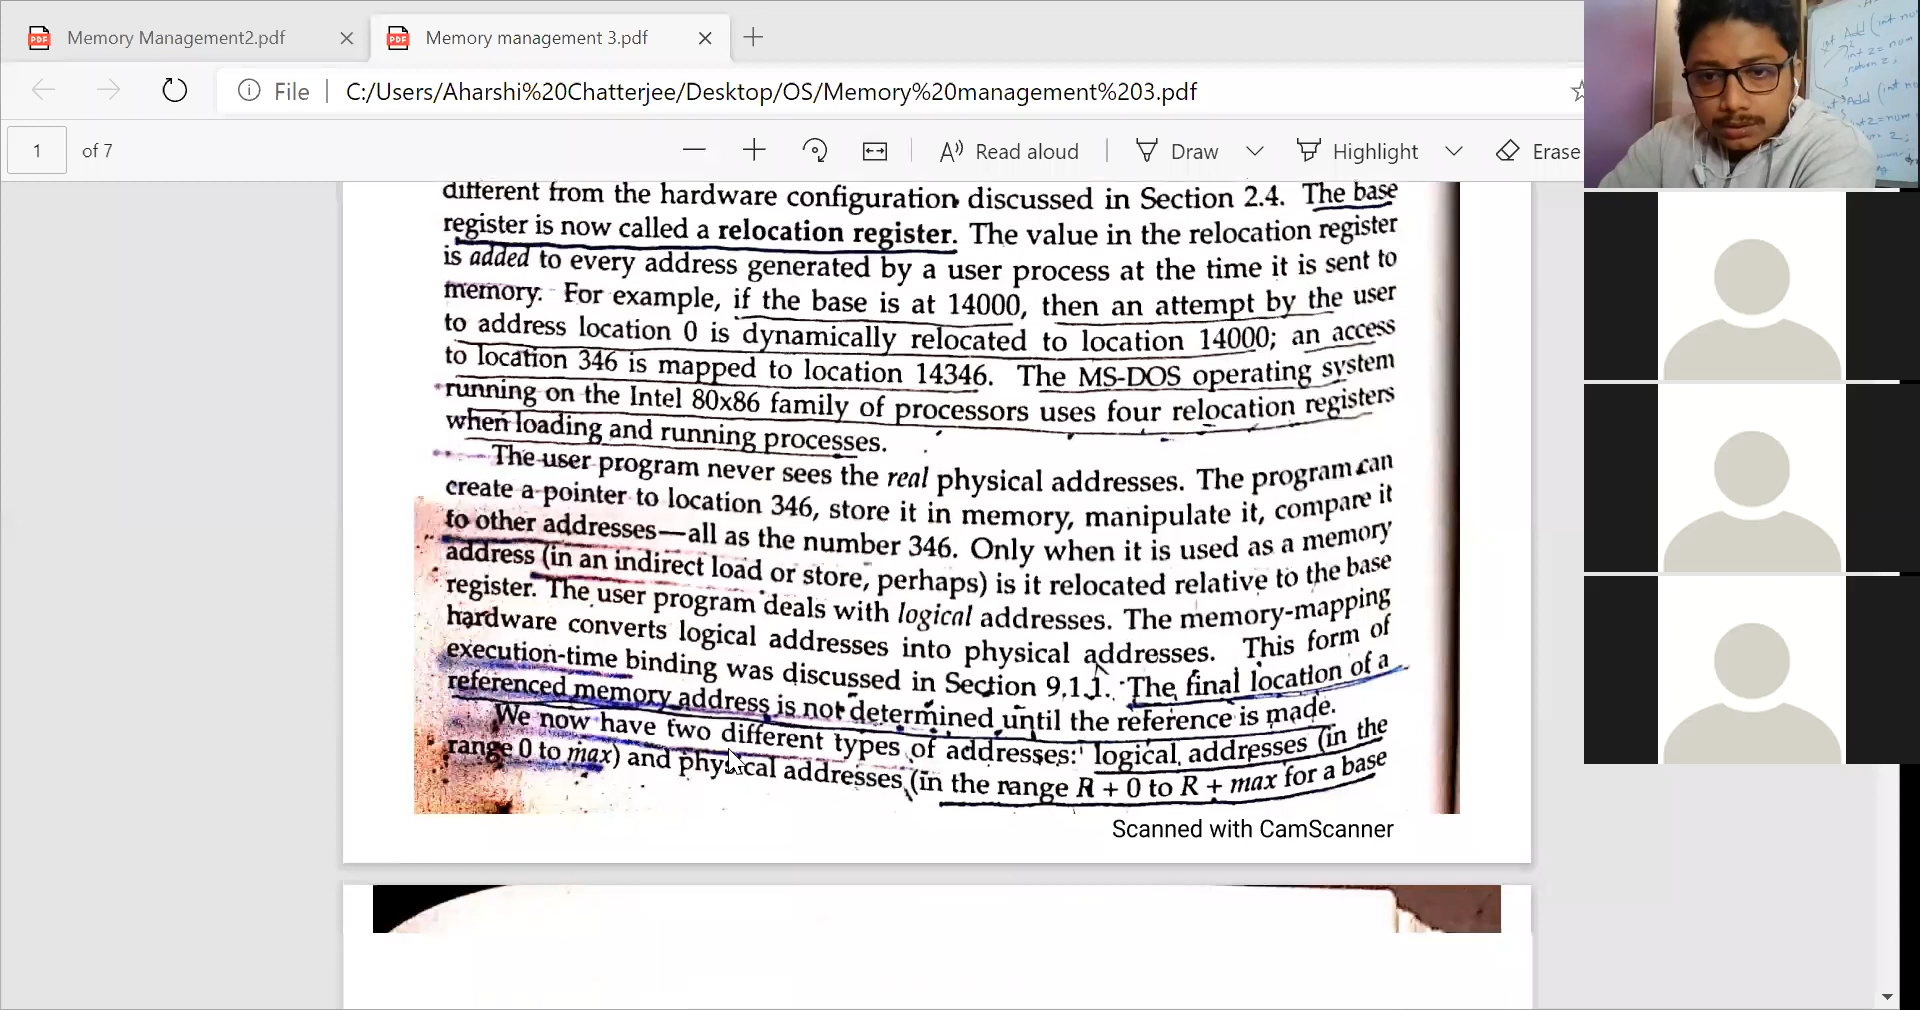 Memory Management2.pdf
Memory management 3.pdf
File
C:/Users/Aharshi%20Chatterjee/Desktop/OS/Memory%20management%203.pdf
1 of 7
Read aloud
Draw
Highlight
Erase
different from the hardware configuration discussed in Section 2.4. The base
register is now called a relocation register. The value in the relocation register
is added to every address generated by a user process at the time it is sent to
memory. For example, if the base is at 14000, then an attempt by the user
to address location 0 is dynamically relocated to location 14000; an access
to location 346 is mapped to location 14346. The MS-DOS operating system
running on the Intel 80x86 family of processors uses four relocation registers
when loading and running processes.
The user program never sees the real physical addresses. The program can
create a pointer to location 346, store it in memory, manipulate it, compare it
to other addresses—all as the number 346. Only when it is used as a memory
address (in an indirect load or store, perhaps) is it relocated relative to the base
register. The user program deals with logical addresses. The memory-mapping
hardware converts logical addresses into physical addresses. This form of
execution-time binding was discussed in Section 9.1.1. The final location of a
referenced memory address is not determined until the reference is made.
We now have two different types of addresses: logical addresses (in the
range 0 to max) and physical addresses (in the range R + 0 to R + max for a base
Scanned with CamScanner